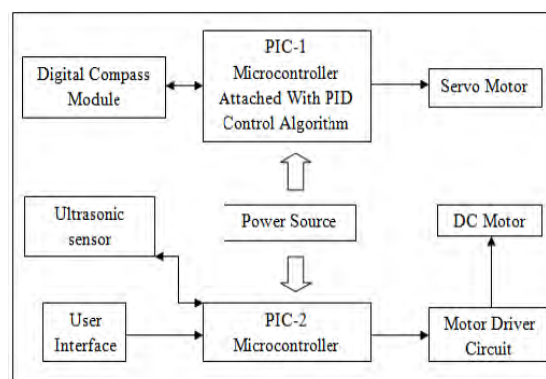 PIC-1
Microcontroller
Attached With PID
Control Algorithm
Digital Compass
Module
Servo Motor
Ultrasonic
sensor
Power Source
DC Motor
User
Interface
PIC-2
Microcontroller
Motor Driver
Circuit